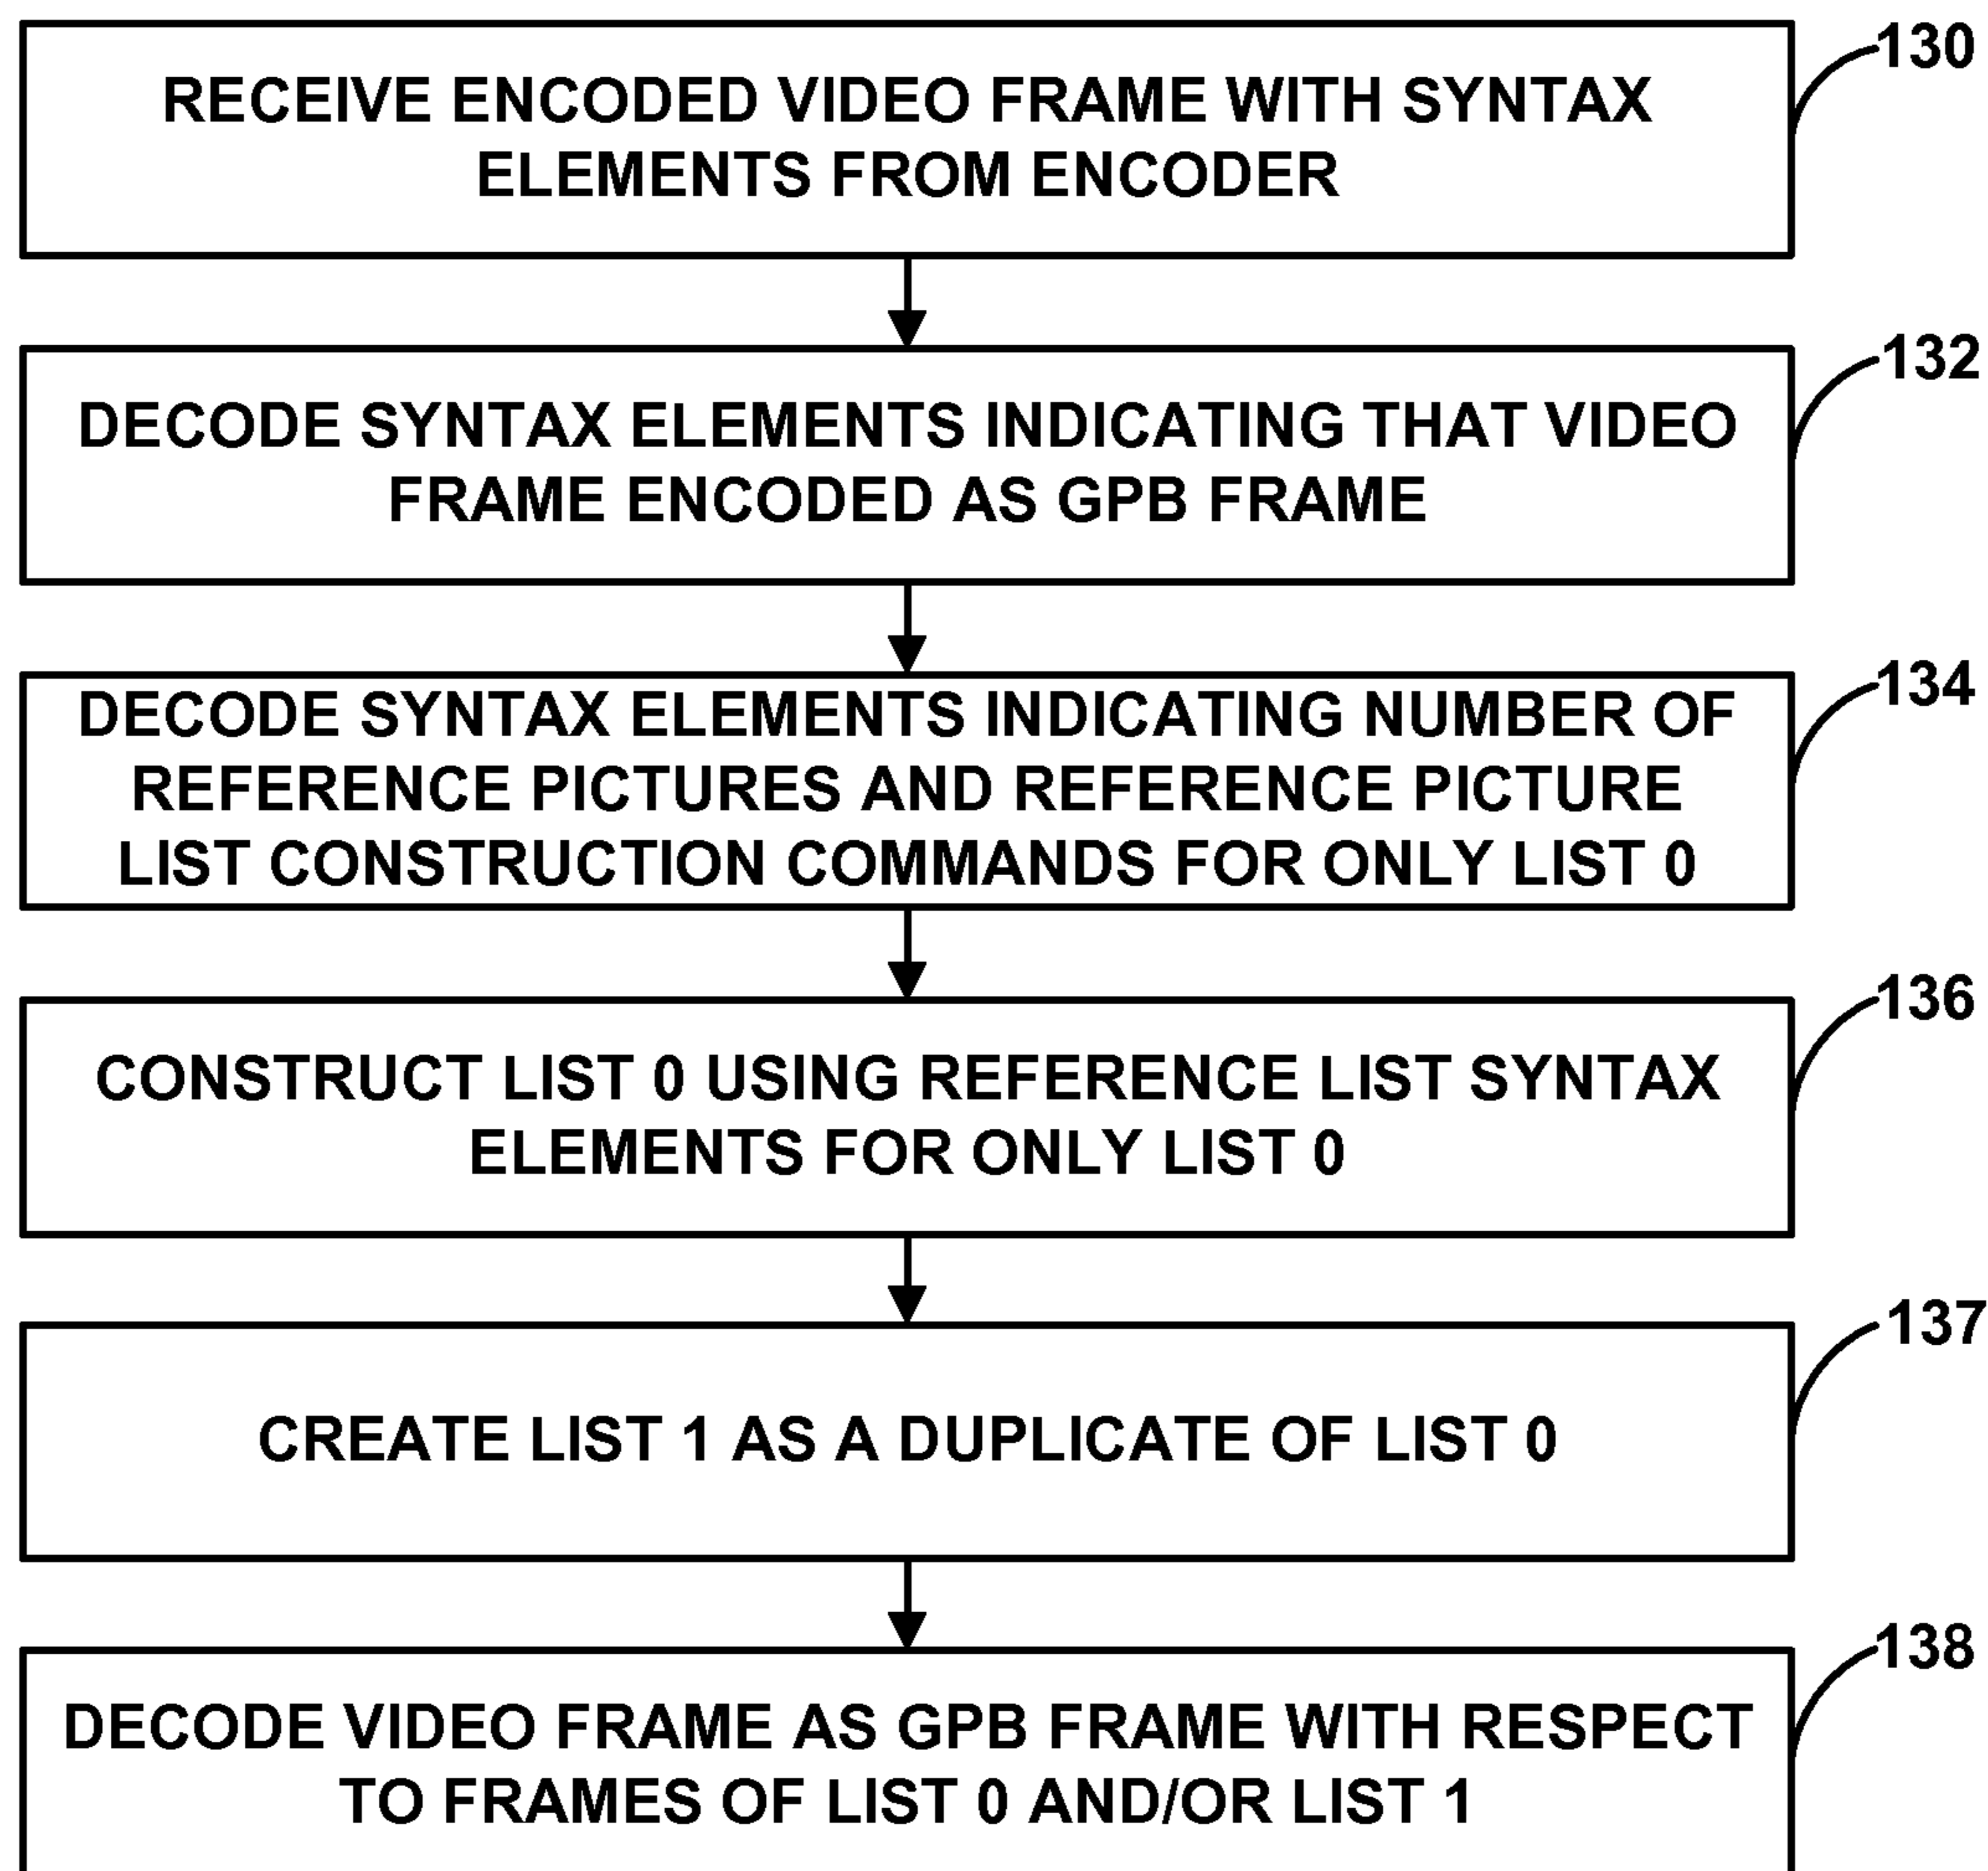 130
RECEIVE ENCODED VIDEO FRAME WITH SYNTAX
ELEMENTS FROM ENCODER
132
DECODE SYNTAX ELEMENTS INDICATING THAT VIDEO
FRAME ENCODED AS GPB FRAME
134
DECODE SYNTAX ELEMENTS INDICATING NUMBER OF
REFERENCE PICTURES AND REFERENCE PICTURE
LIST CONSTRUCTION COMMANDS FOR ONLY LIST 0
136
CONSTRUCT LIST 0 USING REFERENCE LIST SYNTAX
ELEMENTS FOR ONLY LIST 0
137
CREATE LIST 1 AS A DUPLICATE OF LIST 0
138
DECODE VIDEO FRAME AS GPB FRAME WITH RESPECT
TO FRAMES OF LIST 0 AND/OR LIST 1